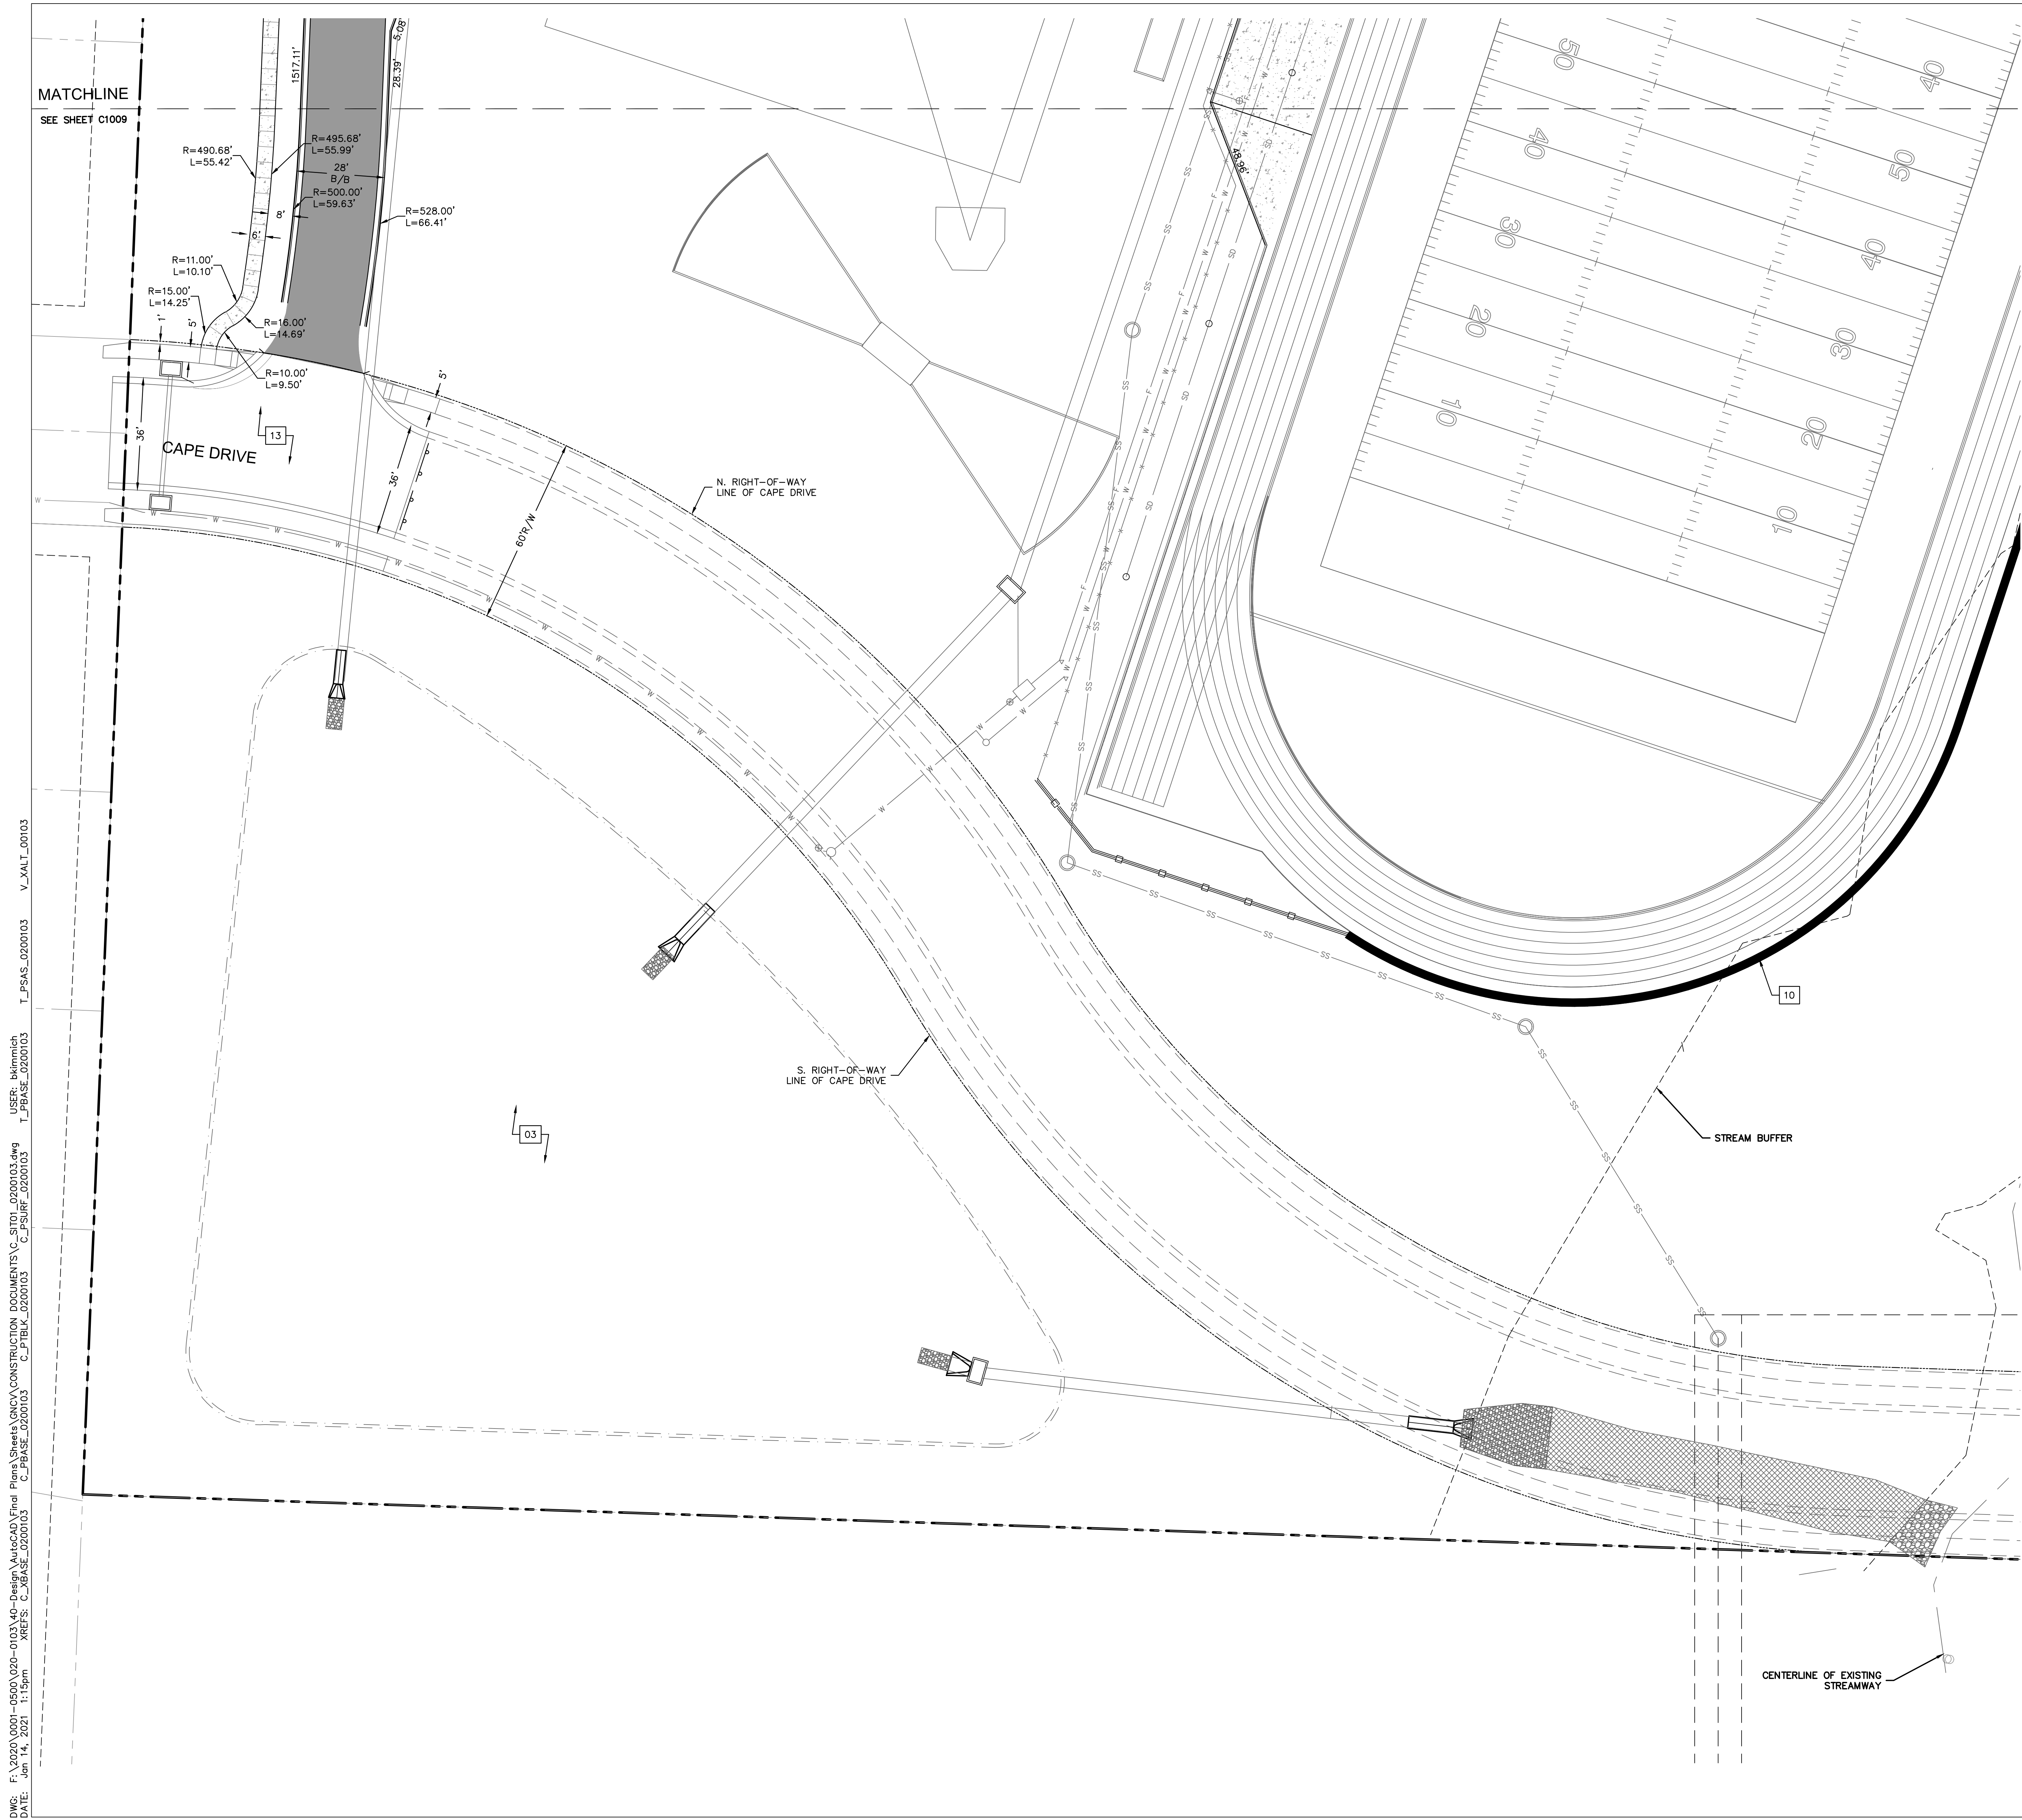 MATCHLINE
SEE SHEET C1009
1517.11'
5.08'
28.39'
R=490.68'
L=55.42'
R=495.68'
L=55.99'
28'
B/B
R=500.00'
L=59.63'
8'
6'
R=528.00'
L=66.41'
R=11.00'
L=10.10'
R=15.00'
L=14.25'
R=16.00'
L=14.69'
1'
5'
R=10.00'
L=9.50'
36'
13
CAPE DRIVE
5'
36'
60'R/W
N. RIGHT-OF-WAY
LINE OF CAPE DRIVE
48.96'
50
40
30
20
10
40
50
40
30
20
10
S. RIGHT-OF-WAY
LINE OF CAPE DRIVE
03
10
STREAM BUFFER
CENTERLINE OF EXISTING
STREAMWAY
W
SS
SD
F
DWG: F:\2020\0001-0500\020-0103\40-Design\AutoCAD\Final Plans\Sheets\GNCV\CONSTRUCTION DOCUMENTS\C_SIT01_0200103.dwg USER: bkimmich
DATE: Jan 14, 2021 1:15pm XREFS: C_XBASE_0200103 C_PBASE_0200103 C_PTBLK_0200103 C_PSURF_0200103 T_PBASE_0200103 T_PSAS_0200103 V_XALT_00103